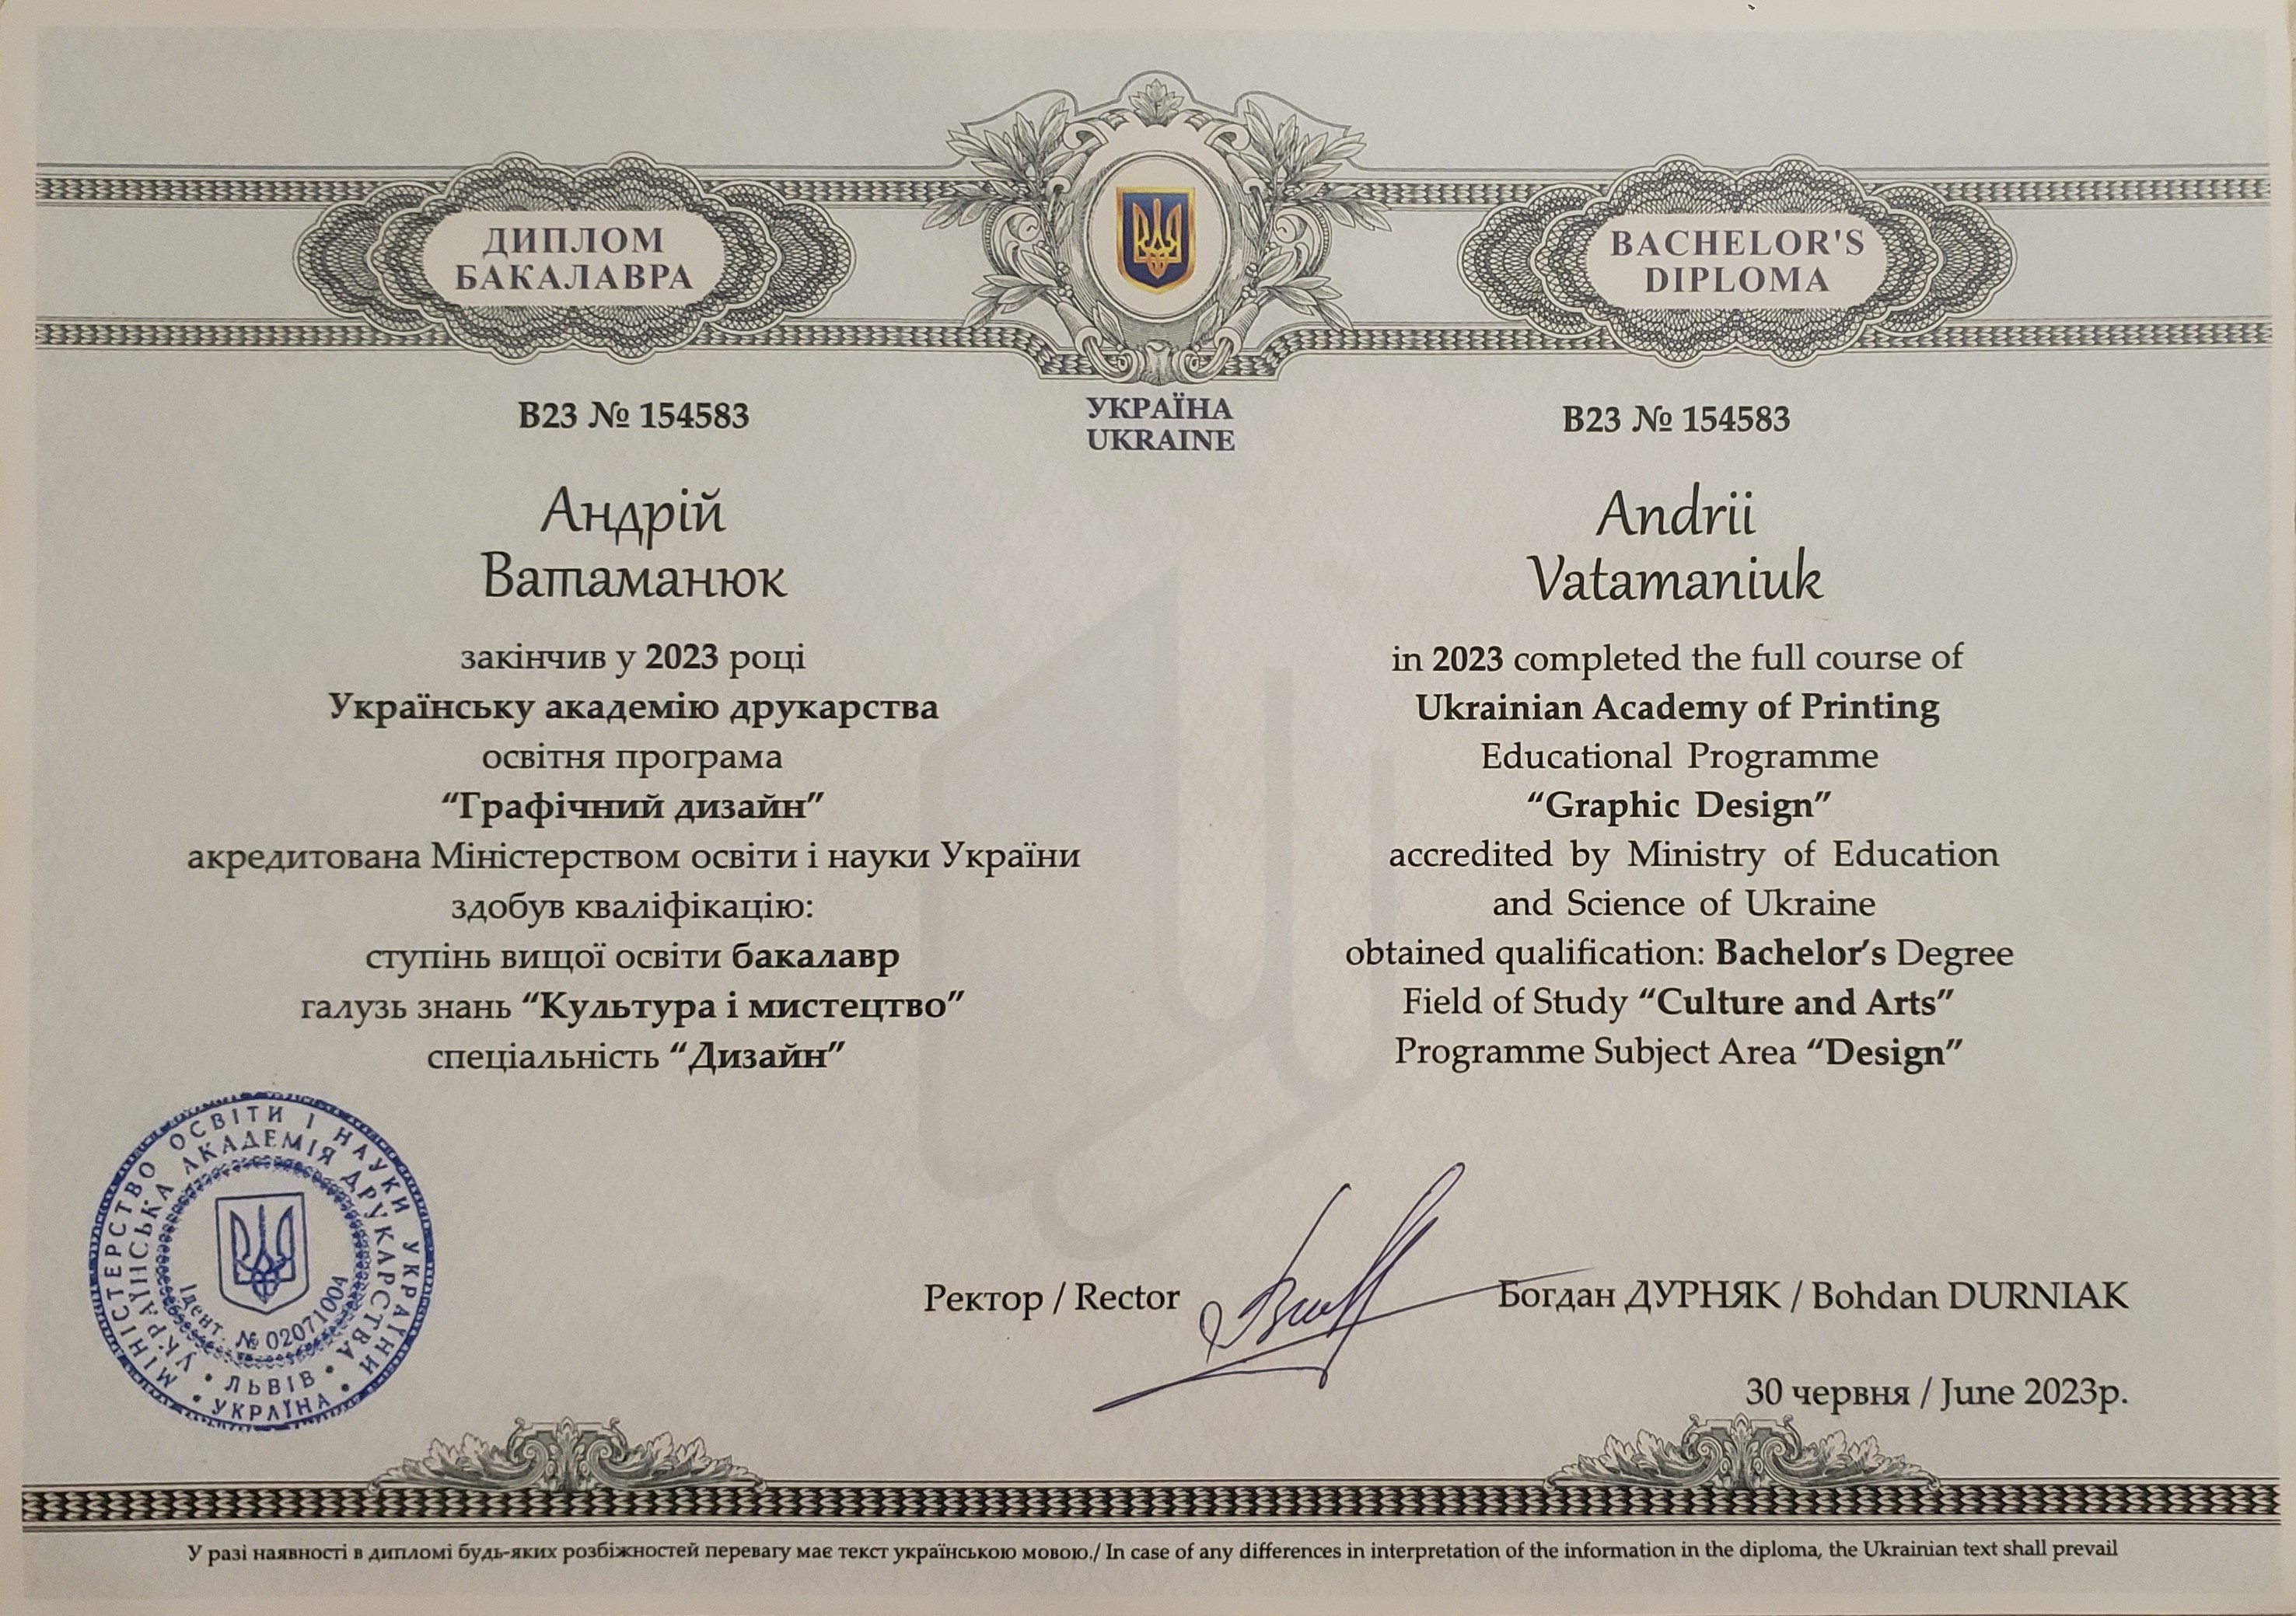 ДИПЛОМ
БАКАЛАВРА
BACHELOR'S
DIPLOMA
УКРАЇНА
UKRAINE
B23 № 154583
Андрій
Ватаманюк
закінчив у 2023 році
Українську академію друкарства
освітня програма
“Графічний дизайн”
акредитована Міністерством освіти і науки України
здобув кваліфікацію:
ступінь вищої освіти бакалавр
галузь знань “Культура і мистецтво”
спеціальність “Дизайн”
B23 № 154583
Andrii
Vatamaniuk
in 2023 completed the full course of
Ukrainian Academy of Printing
Educational Programme
“Graphic Design”
accredited by Ministry of Education
and Science of Ukraine
obtained qualification: Bachelor’s Degree
Field of Study “Culture and Arts”
Programme Subject Area “Design”
МІНІСТЕРСТВО ОСВІТИ І НАУКИ УКРАЇНИ
УКРАЇНСЬКА АКАДЕМІЯ ДРУКАРСТВА
Ідент. № 02071004
• ЛЬВІВ •
• УКРАЇНА •
Ректор / Rector
Богдан ДУРНЯК / Bohdan DURNIAK
30 червня / June 2023р.
У разі наявності в дипломі будь-яких розбіжностей перевагу має текст українською мовою./ In case of any differences in interpretation of the information in the diploma, the Ukrainian text shall prevail